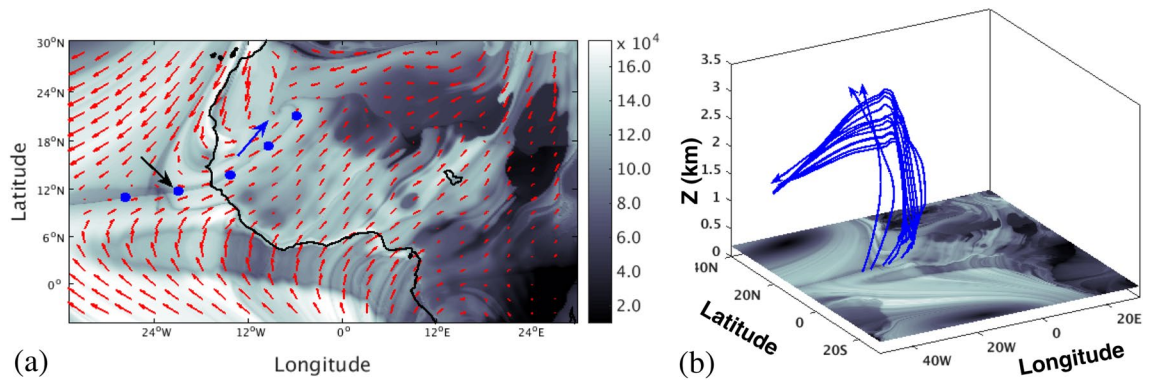 30°N
24°N
18°N
12°N
6°N
0°
Latitude
24°W
12°W
0°
12°E
24°E
Longitude
x 10⁴
16.0
14.0
12.0
10.0
8.0
6.0
4.0
2.0
(a)
3.5
3
2.5
2
1.5
1
0.5
0
Z (km)
40N
20N
0
20S
Latitude
40W
20W
0
20E
Longitude
(b)